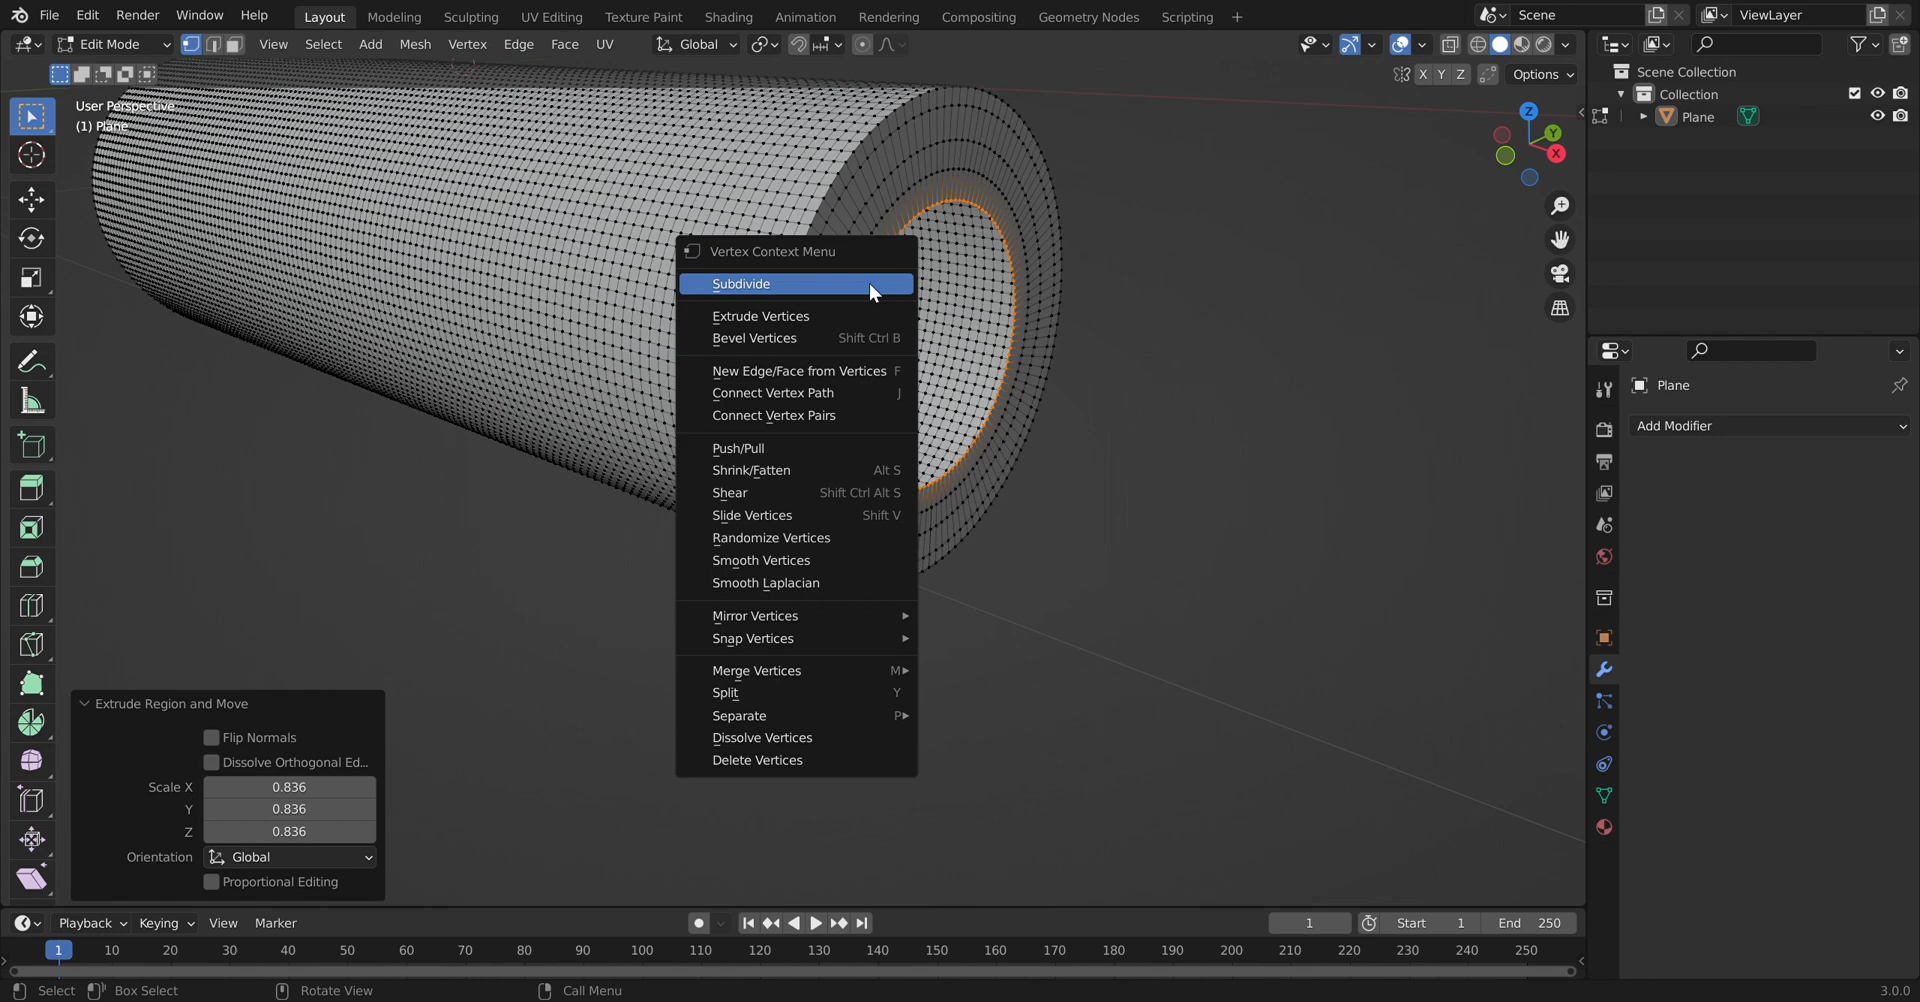 File Edit Render Window Help Layout Modeling Sculpting UV Editing Texture Paint Shading Animation Rendering Compositing Geometry Nodes Scripting + Scene ViewLayer
Edit Mode View Select Add Mesh Vertex Edge Face UV Global
X Y Z Options
User Perspective
(1) Plane
Z
Y
X
Scene Collection
Collection
Plane
Plane
Add Modifier
Vertex Context Menu
Subdivide
Extrude Vertices
Bevel Vertices Shift Ctrl B
New Edge/Face from Vertices F
Connect Vertex Path J
Connect Vertex Pairs
Push/Pull
Shrink/Fatten Alt S
Shear Shift Ctrl Alt S
Slide Vertices Shift V
Randomize Vertices
Smooth Vertices
Smooth Laplacian
Mirror Vertices
Snap Vertices
Merge Vertices M
Split Y
Separate P
Dissolve Vertices
Delete Vertices
Extrude Region and Move
Flip Normals
Dissolve Orthogonal Ed...
Scale X 0.836
Y 0.836
Z 0.836
Orientation Global
Proportional Editing
Playback Keying View Marker 1 Start 1 End 250
1 10 20 30 40 50 60 70 80 90 100 110 120 130 140 150 160 170 180 190 200 210 220 230 240 250
Select Box Select Rotate View Call Menu 3.0.0